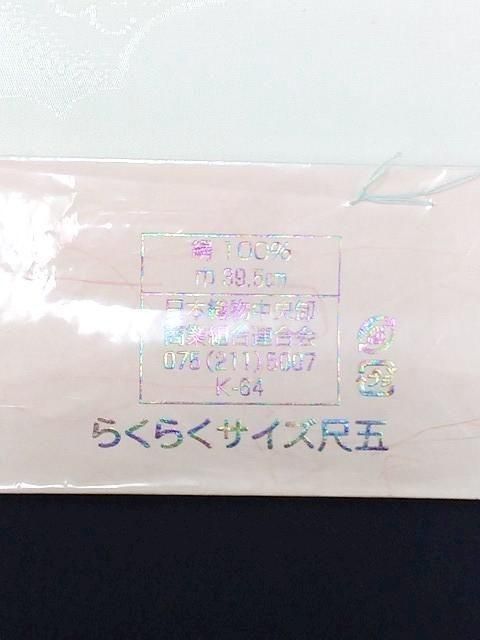 絹 100%
巾 39.5cm
日本絹物中央卸
商業組合連合会
075(211)5007
K-64
らくらくサイズ尺五